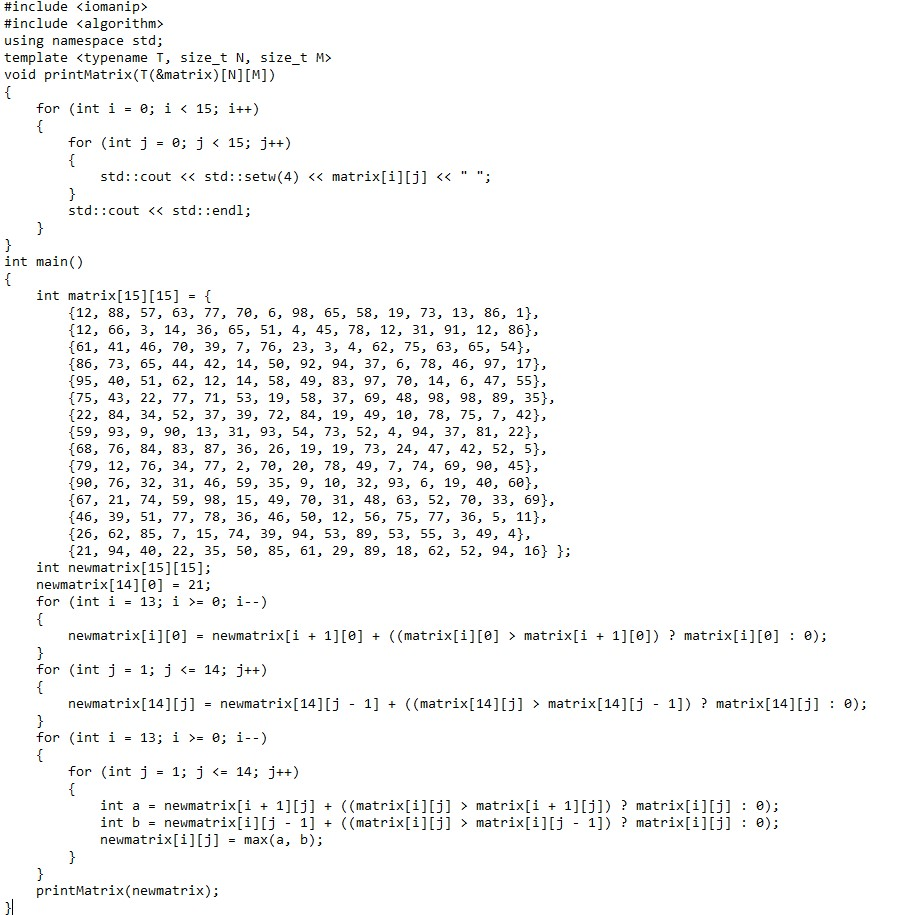 #include <iomanip>
#include <algorithm>
using namespace std;
template <typename T, size_t N, size_t M>
void printMatrix(T(&matrix)[N][M])
{
    for (int i = 0; i < 15; i++)
    {
        for (int j = 0; j < 15; j++)
        {
            std::cout << std::setw(4) << matrix[i][j] << " ";
        }
        std::cout << std::endl;
    }
}
int main()
{
    int matrix[15][15] = {
        {12, 88, 57, 63, 77, 70, 6, 98, 65, 58, 19, 73, 13, 86, 1},
        {12, 66, 3, 14, 36, 65, 51, 4, 45, 78, 12, 31, 91, 12, 86},
        {61, 41, 46, 70, 39, 7, 76, 23, 3, 4, 62, 75, 63, 65, 54},
        {86, 73, 65, 44, 42, 14, 50, 92, 94, 37, 6, 78, 46, 97, 17},
        {95, 40, 51, 62, 12, 14, 58, 49, 83, 97, 70, 14, 6, 47, 55},
        {75, 43, 22, 77, 71, 53, 19, 58, 37, 69, 48, 98, 98, 89, 35},
        {22, 84, 34, 52, 37, 39, 72, 84, 19, 49, 10, 78, 75, 7, 42},
        {59, 93, 9, 90, 13, 31, 93, 54, 73, 52, 4, 94, 37, 81, 22},
        {68, 76, 84, 83, 87, 36, 26, 19, 19, 73, 24, 47, 42, 52, 5},
        {79, 12, 76, 34, 77, 2, 70, 20, 78, 49, 7, 74, 69, 90, 45},
        {90, 76, 32, 31, 46, 59, 35, 9, 10, 32, 93, 6, 19, 40, 60},
        {67, 21, 74, 59, 98, 15, 49, 70, 31, 48, 63, 52, 70, 33, 69},
        {46, 39, 51, 77, 78, 36, 46, 50, 12, 56, 75, 77, 36, 5, 11},
        {26, 62, 85, 7, 15, 74, 39, 94, 53, 89, 53, 55, 3, 49, 4},
        {21, 94, 40, 22, 35, 50, 85, 61, 29, 89, 18, 62, 52, 94, 16} };
    int newmatrix[15][15];
    newmatrix[14][0] = 21;
    for (int i = 13; i >= 0; i--)
    {
        newmatrix[i][0] = newmatrix[i + 1][0] + ((matrix[i][0] > matrix[i + 1][0]) ? matrix[i][0] : 0);
    }
    for (int j = 1; j <= 14; j++)
    {
        newmatrix[14][j] = newmatrix[14][j - 1] + ((matrix[14][j] > matrix[14][j - 1]) ? matrix[14][j] : 0);
    }
    for (int i = 13; i >= 0; i--)
    {
        for (int j = 1; j <= 14; j++)
        {
            int a = newmatrix[i + 1][j] + ((matrix[i][j] > matrix[i + 1][j]) ? matrix[i][j] : 0);
            int b = newmatrix[i][j - 1] + ((matrix[i][j] > matrix[i][j - 1]) ? matrix[i][j] : 0);
            newmatrix[i][j] = max(a, b);
        }
    }
    printMatrix(newmatrix);
}